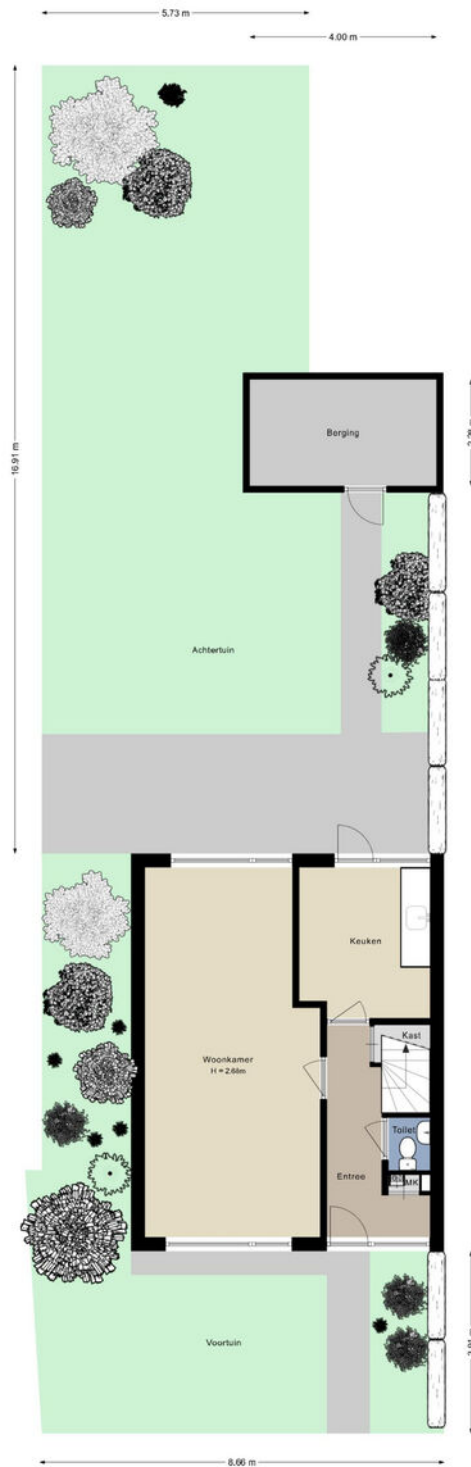 5.73 m
4.00 m
16.91 m
Berging
Achtertuin
Keuken
Kast
Woonkamer
H = 2.68m
Toilet
MK
Entree
Voortuin
8.66 m